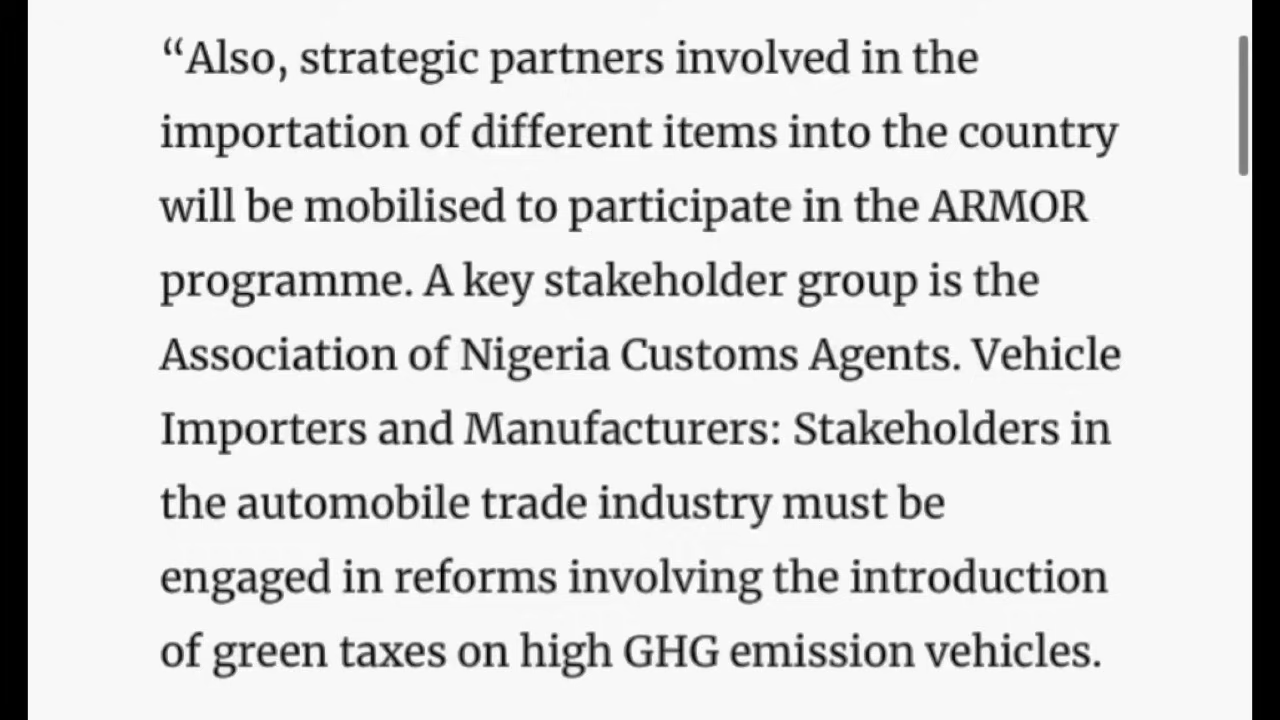 “Also, strategic partners involved in the
importation of different items into the country
will be mobilised to participate in the ARMOR
programme. A key stakeholder group is the
Association of Nigeria Customs Agents. Vehicle
Importers and Manufacturers: Stakeholders in
the automobile trade industry must be
engaged in reforms involving the introduction
of green taxes on high GHG emission vehicles.